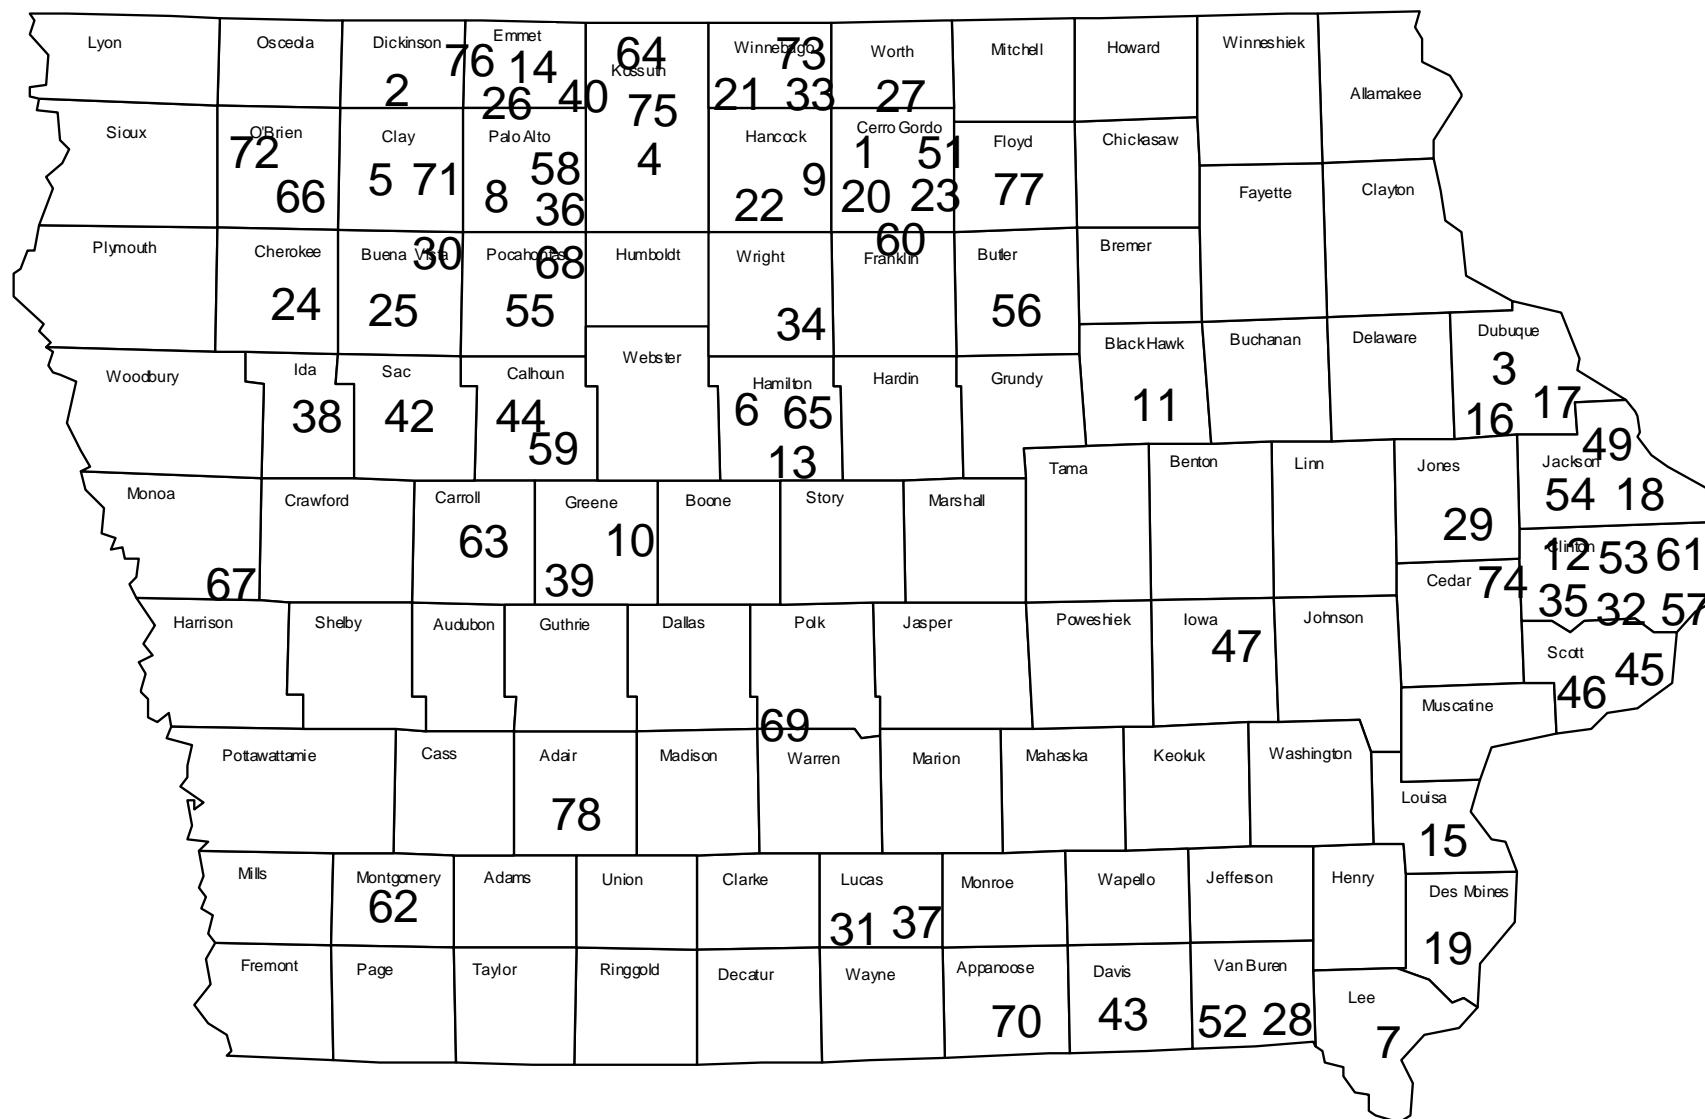 Lyon Osceola Dickinson Emmet Kossuth Winnebago Worth Mitchell Howard Winneshiek Allamakee
2 76 14 26 40 64 75 4 73 21 33 27
Sioux O'Brien Clay Palo Alto Hancock Cerro Gordo Floyd Chickasaw Fayette Clayton
72 66 5 71 8 58 36 22 9 1 51 20 23 60 77
Plymouth Cherokee Buena Vista Pocahontas Humboldt Wright Franklin Butler Bremer
24 30 25 68 55 34 56
Woodbury Ida Sac Calhoun Webster Hamilton Hardin Grundy Black Hawk Buchanan Delaware Dubuque
38 42 44 59 6 65 13 11 3 16 17
Monoa Crawford Carroll Greene Boone Story Marshall Tama Benton Linn Jones Jackson
67 63 39 10 29 49 54 18
Clinton
12 53 61 35 32 57
Harrison Shelby Audubon Guthrie Dallas Polk Jasper Poweshiek Iowa Johnson Cedar Scott
69 47 74 46 45
Muscatine
Pottawattamie Cass Adair Madison Warren Marion Mahaska Keokuk Washington Louisa
78 15
Mills Montgomery Adams Union Clarke Lucas Monroe Wapello Jefferson Henry Des Moines
62 31 37 19
Fremont Page Taylor Ringgold Decatur Wayne Appanoose Davis Van Buren Lee
70 43 52 28 7